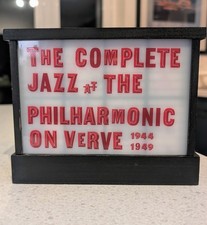 THE COMPLETE
JAZZ AT THE
PHILHARMONIC
ON VERVE 1944
1949